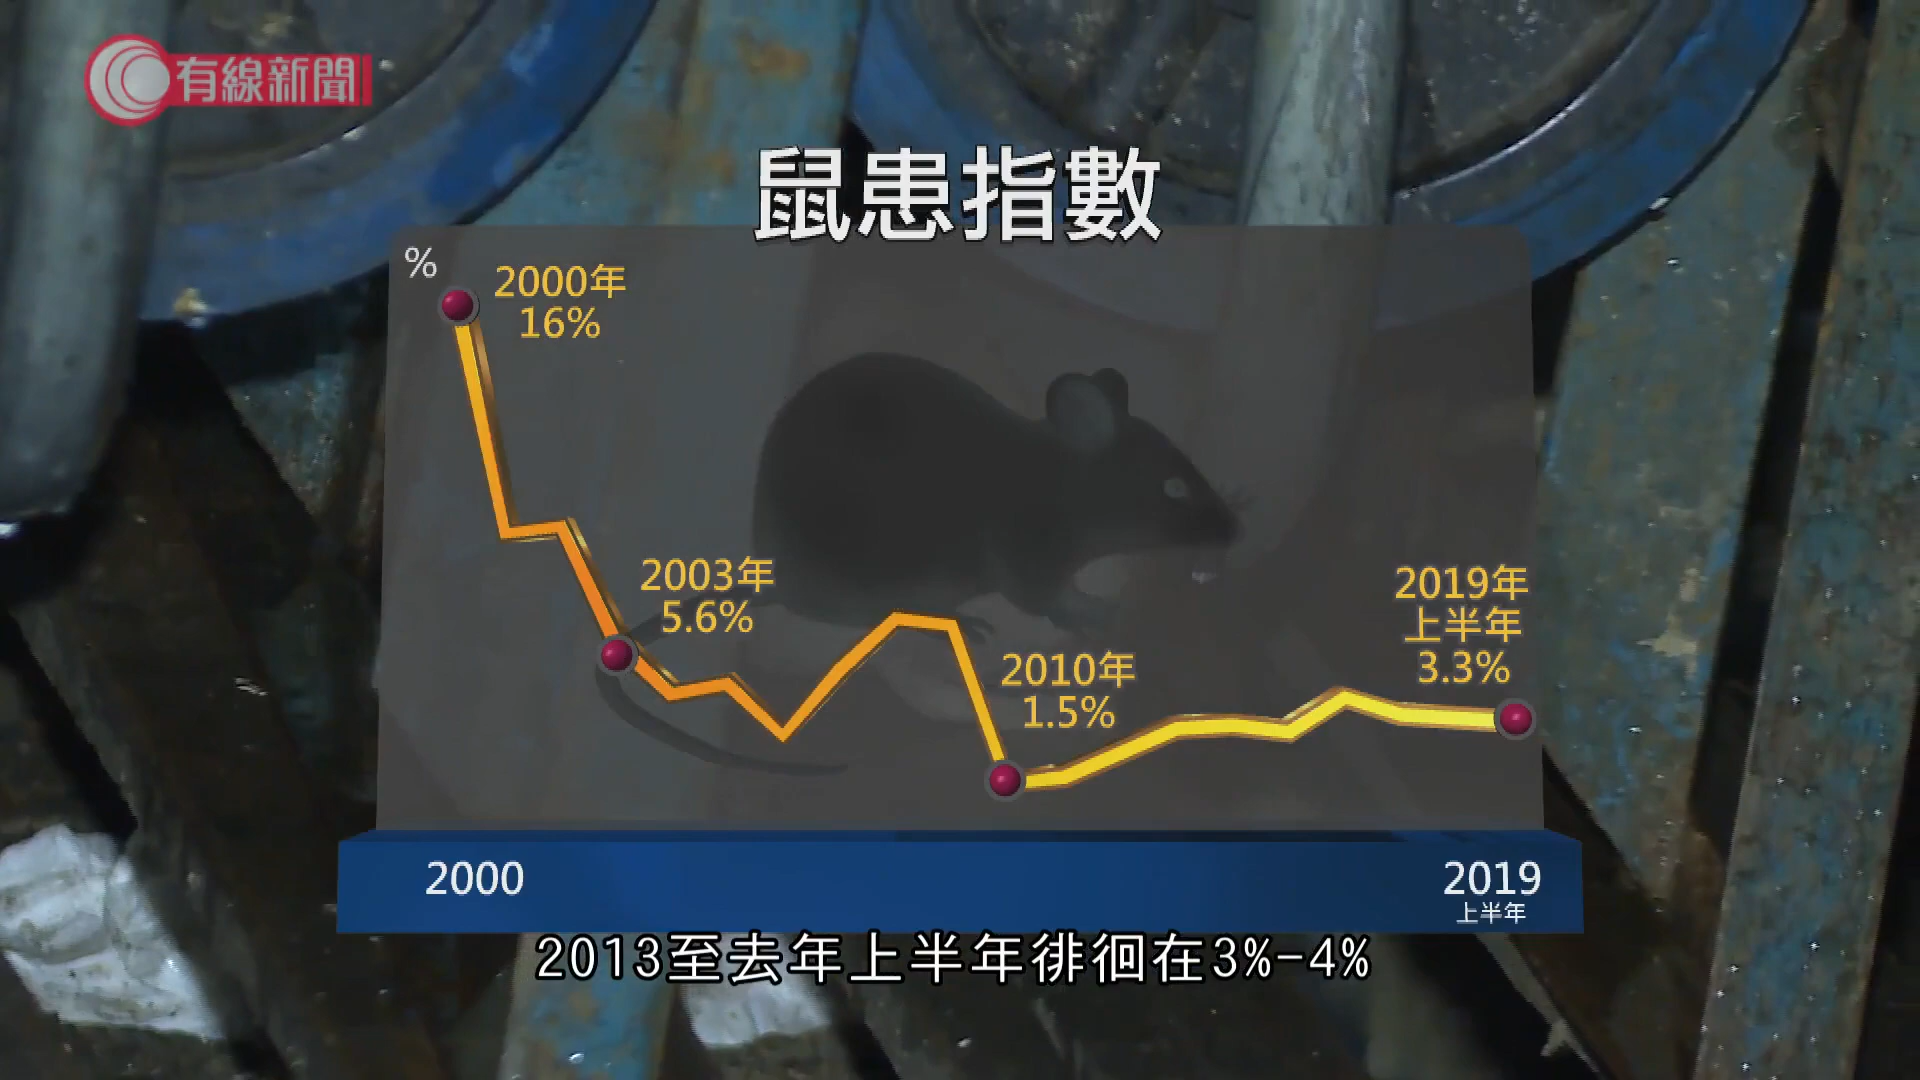 有線新聞
鼠患指數
%
2000年
16%
2003年
5.6%
2010年
1.5%
2019年
上半年
3.3%
2000
2019
上半年
2013至去年上半年徘徊在3%-4%